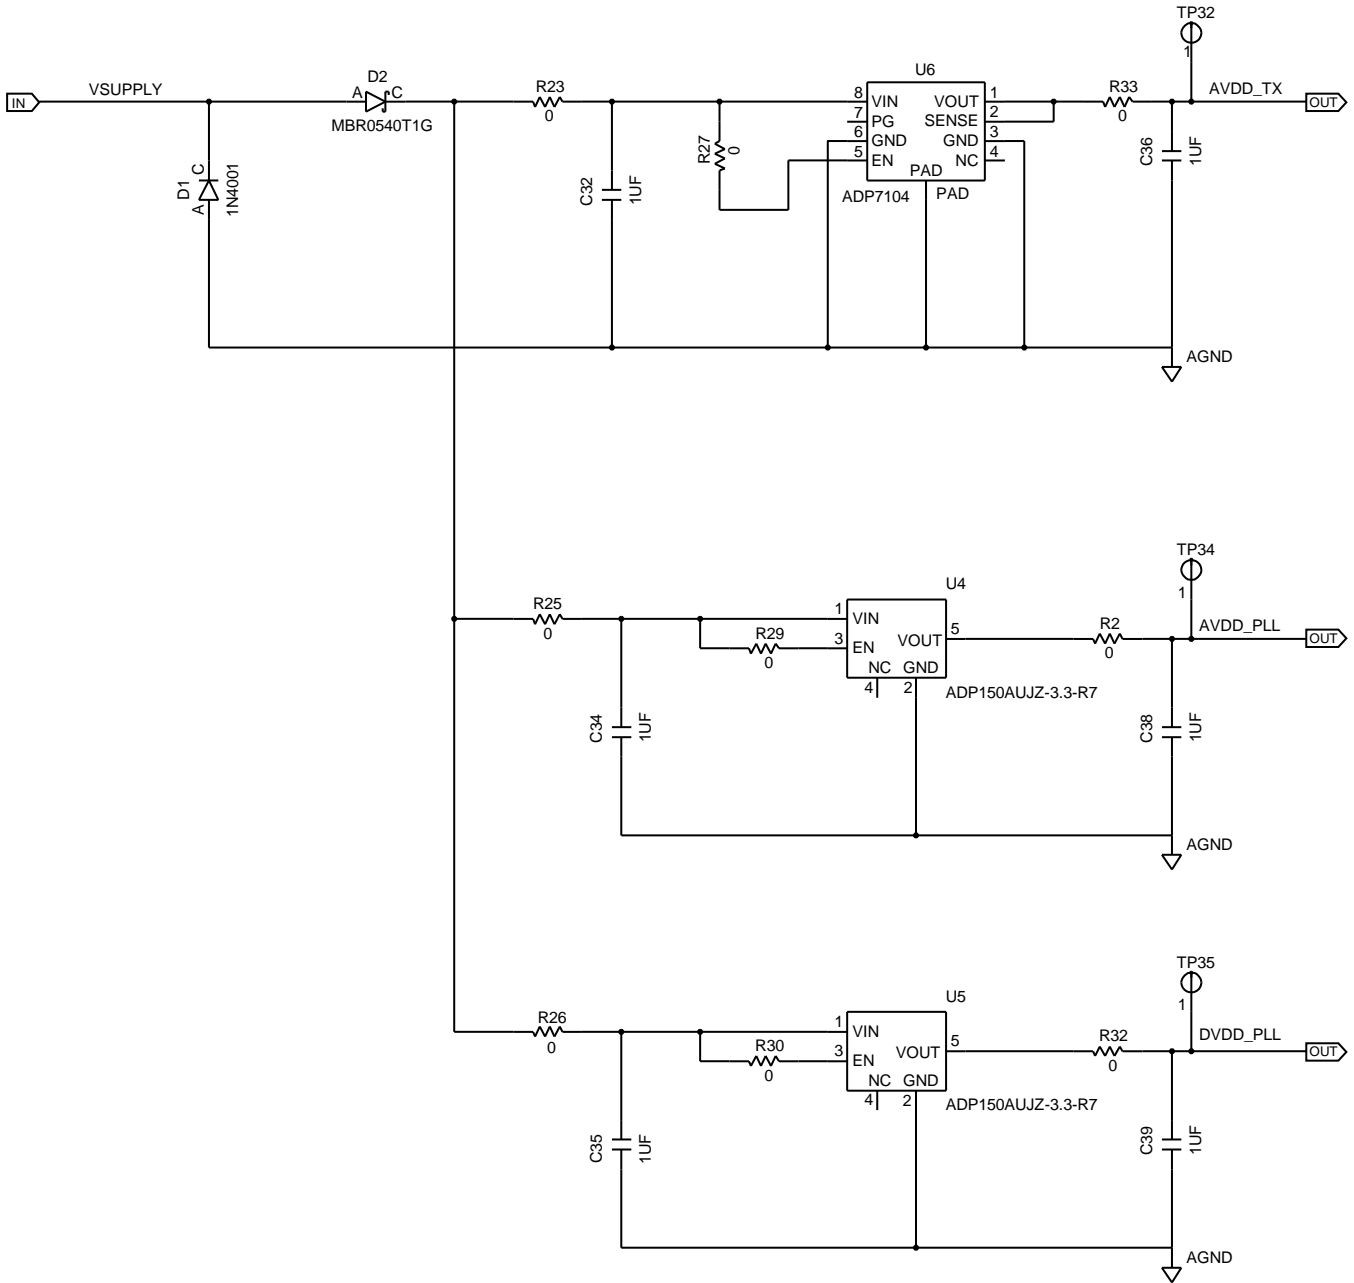 TP32
1
IN
VSUPPLY
D2
A
C
MBR0540T1G
R23
0
U6
8
VIN
VOUT
1
7
PG
SENSE
2
6
GND
GND
3
5
EN
NC
4
PAD
ADP7104
PAD
R33
0
AVDD_TX
OUT
R27
0
C36
1UF
D1
A
C
1N4001
C32
1UF
AGND
TP34
1
R25
0
U4
1
VIN
R29
0
3
EN
VOUT
5
NC
GND
4
2
ADP150AUJZ-3.3-R7
R2
0
AVDD_PLL
OUT
C34
1UF
C38
1UF
AGND
TP35
1
R26
0
U5
1
VIN
R30
0
3
EN
VOUT
5
NC
GND
4
2
ADP150AUJZ-3.3-R7
R32
0
DVDD_PLL
OUT
C35
1UF
C39
1UF
AGND